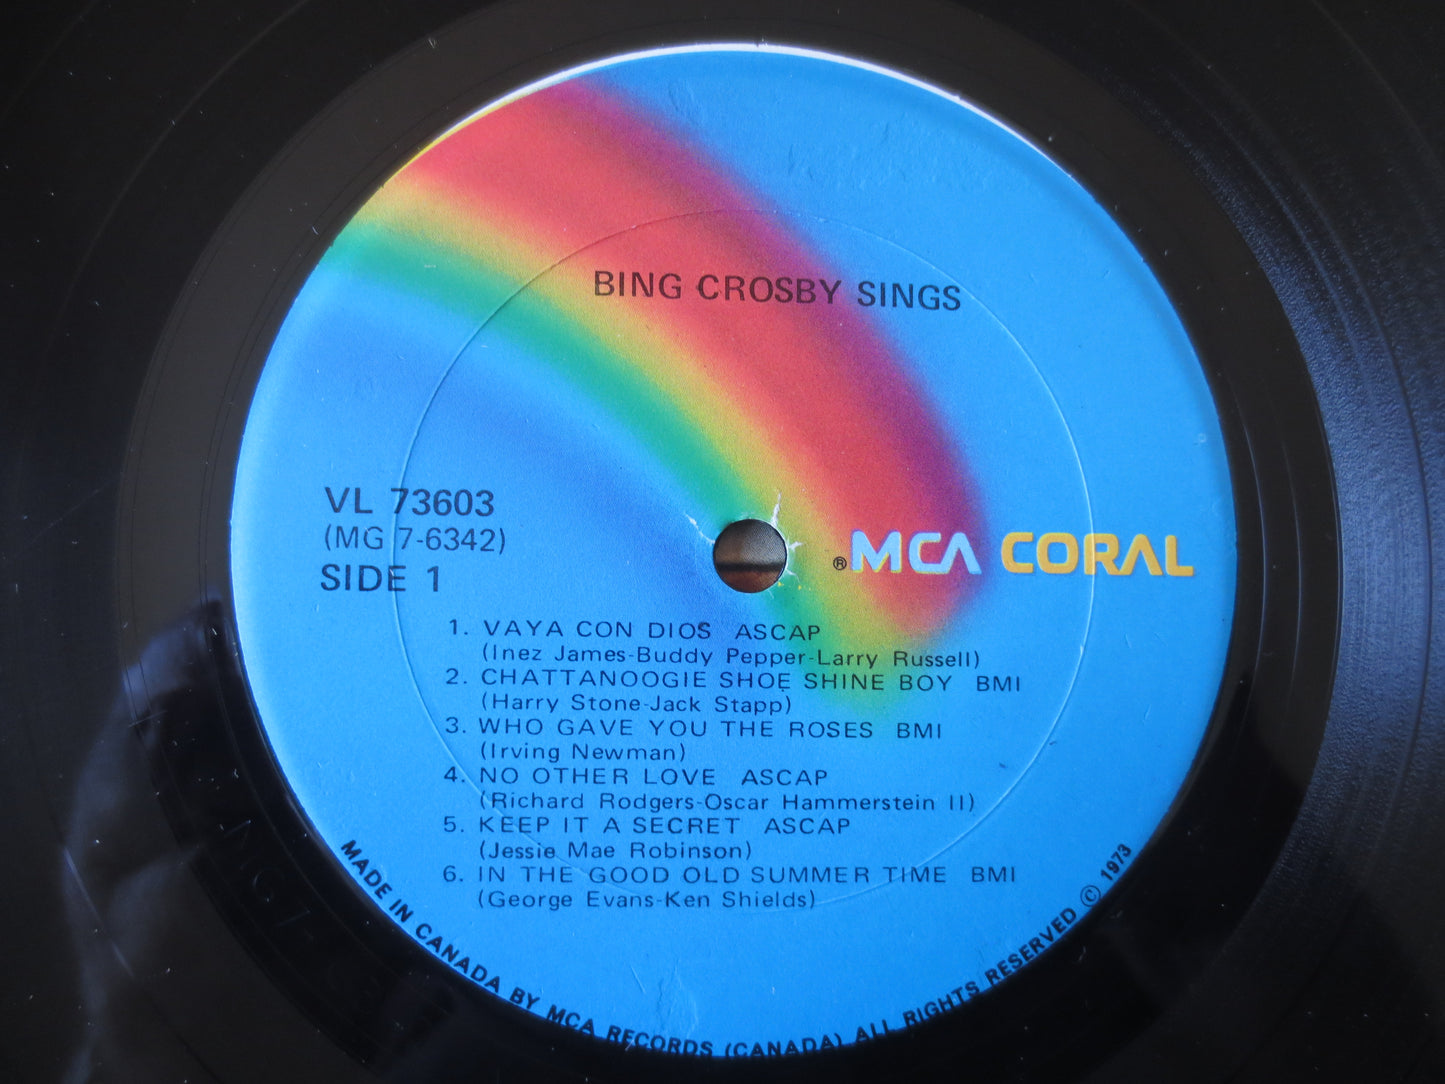 BING CROSBY SINGS
VL 73603
(MG 7-6342)
SIDE 1
® MCA CORAL
1. VAYA CON DIOS ASCAP
(Inez James-Buddy Pepper-Larry Russell)
2. CHATTANOOGIE SHOE SHINE BOY BMI
(Harry Stone-Jack Stapp)
3. WHO GAVE YOU THE ROSES BMI
(Irving Newman)
4. NO OTHER LOVE ASCAP
(Richard Rodgers-Oscar Hammerstein II)
5. KEEP IT A SECRET ASCAP
(Jessie Mae Robinson)
6. IN THE GOOD OLD SUMMER TIME BMI
(George Evans-Ken Shields)
MADE IN CANADA BY MCA RECORDS (CANADA) ALL RIGHTS RESERVED © 1973